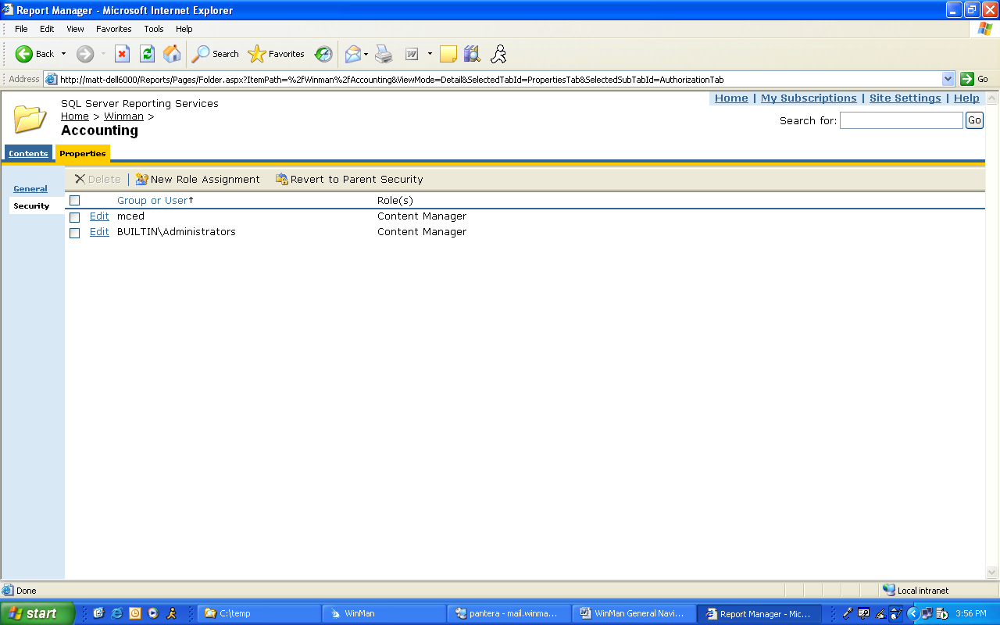 Report Manager - Microsoft Internet Explorer
File Edit View Favorites Tools Help
Back Search Favorites
Address http://matt-dell6000/Reports/Pages/Folder.aspx?ItemPath=%2fWinman%2fAccounting&ViewMode=Detail&SelectedTabId=PropertiesTab&SelectedSubTabId=AuthorizationTab Go
SQL Server Reporting Services
Home | My Subscriptions | Site Settings | Help
Home > Winman >
Accounting
Search for: Go
Contents Properties
General
Security
Delete | New Role Assignment Revert to Parent Security
Group or User↑ Role(s)
Edit mced Content Manager
Edit BUILTIN\Administrators Content Manager
Done Local intranet
start C:\temp WinMan pantera - mail.winma... WinMan General Navi... Report Manager - Mic... 3:56 PM